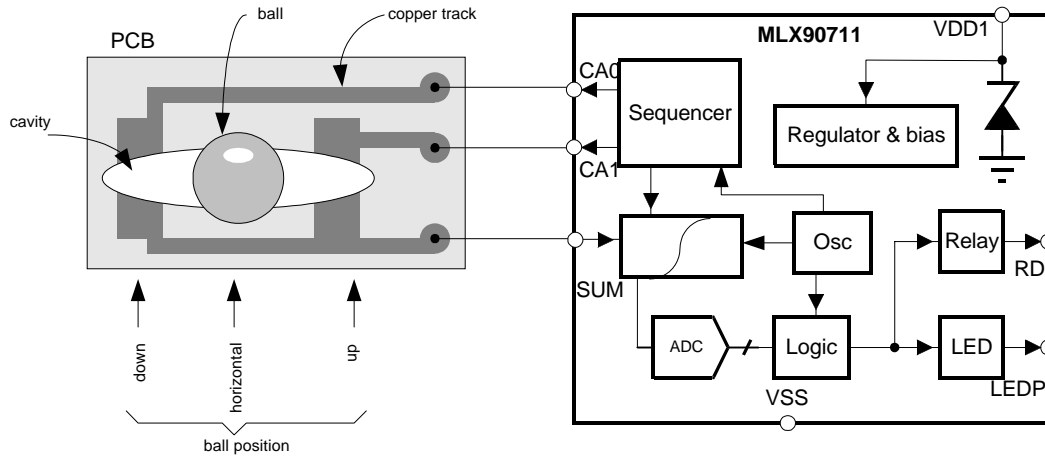 ball
copper track
PCB
cavity
down
horizontal
up
ball position
MLX90711
VDD1
CA0
Sequencer
Regulator & bias
CA1
SUM
Osc
Relay
RD
ADC
Logic
LED
VSS
LEDP